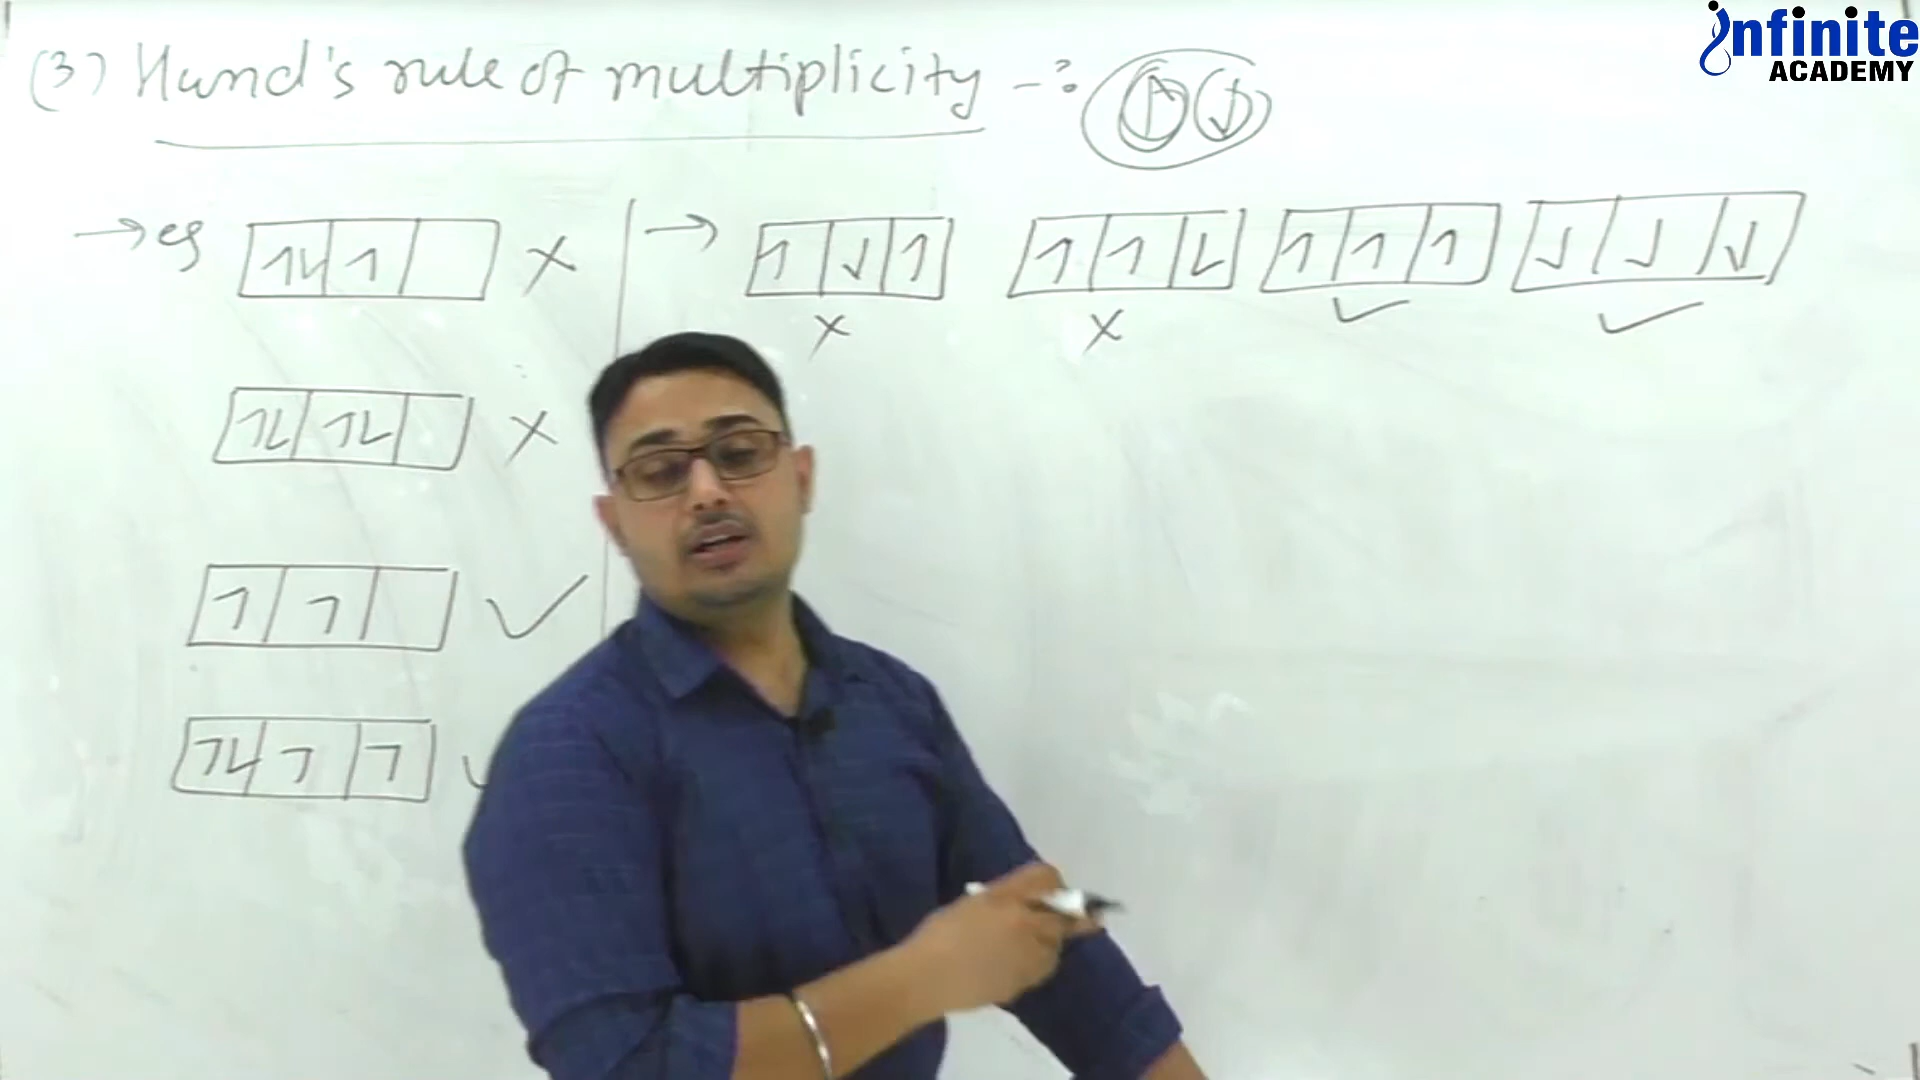 infinite
ACADEMY
(3) Hund's rule of multiplicity -:
→ eg